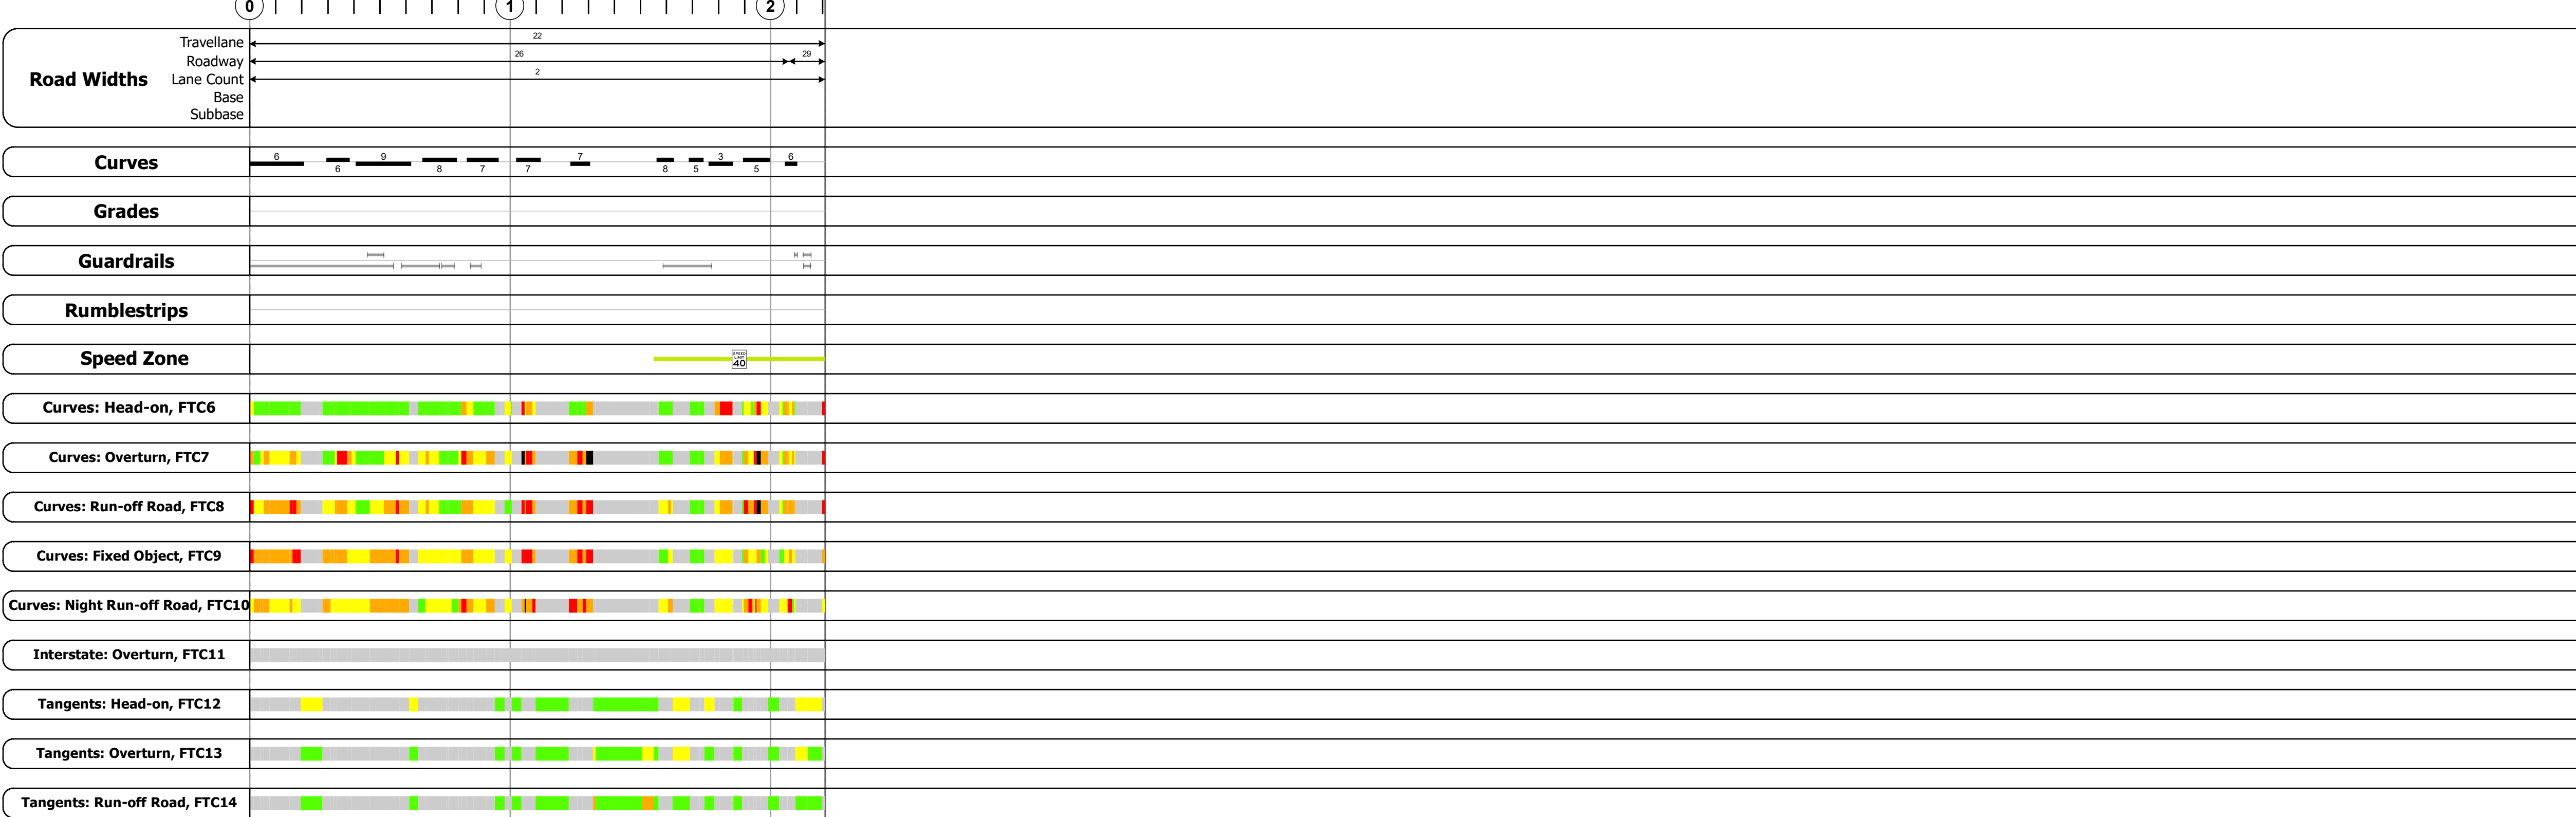 0 1 2
Travellane 22
Roadway 26 29
Road Widths
Lane Count 2
Base
Subbase
Curves
6 9 7 3 6
6 8 7 7 8 5 5
Grades
Guardrails
Rumblestrips
Speed Zone
SPEED
LIMIT
40
Curves: Head-on, FTC6
Curves: Overturn, FTC7
Curves: Run-off Road, FTC8
Curves: Fixed Object, FTC9
Curves: Night Run-off Road, FTC10
Interstate: Overturn, FTC11
Tangents: Head-on, FTC12
Tangents: Overturn, FTC13
Tangents: Run-off Road, FTC14